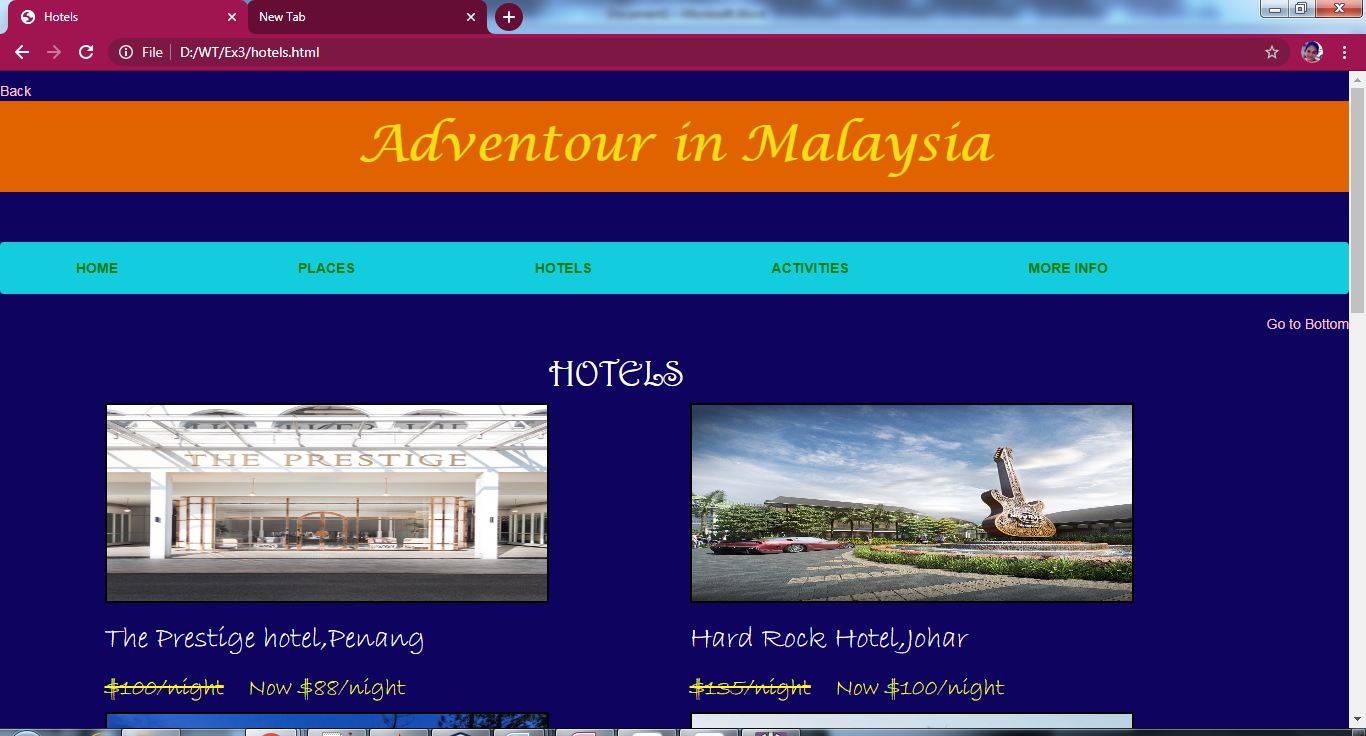 Hotels
New Tab
File D:/WT/Ex3/hotels.html
Back
Adventour in Malaysia
HOME PLACES HOTELS ACTIVITIES MORE INFO
Go to Bottom
HOTELS
THE PRESTIGE
The Prestige hotel,Penang
Hard Rock Hotel,Johar
$100/night Now $88/night
$135/night Now $100/night